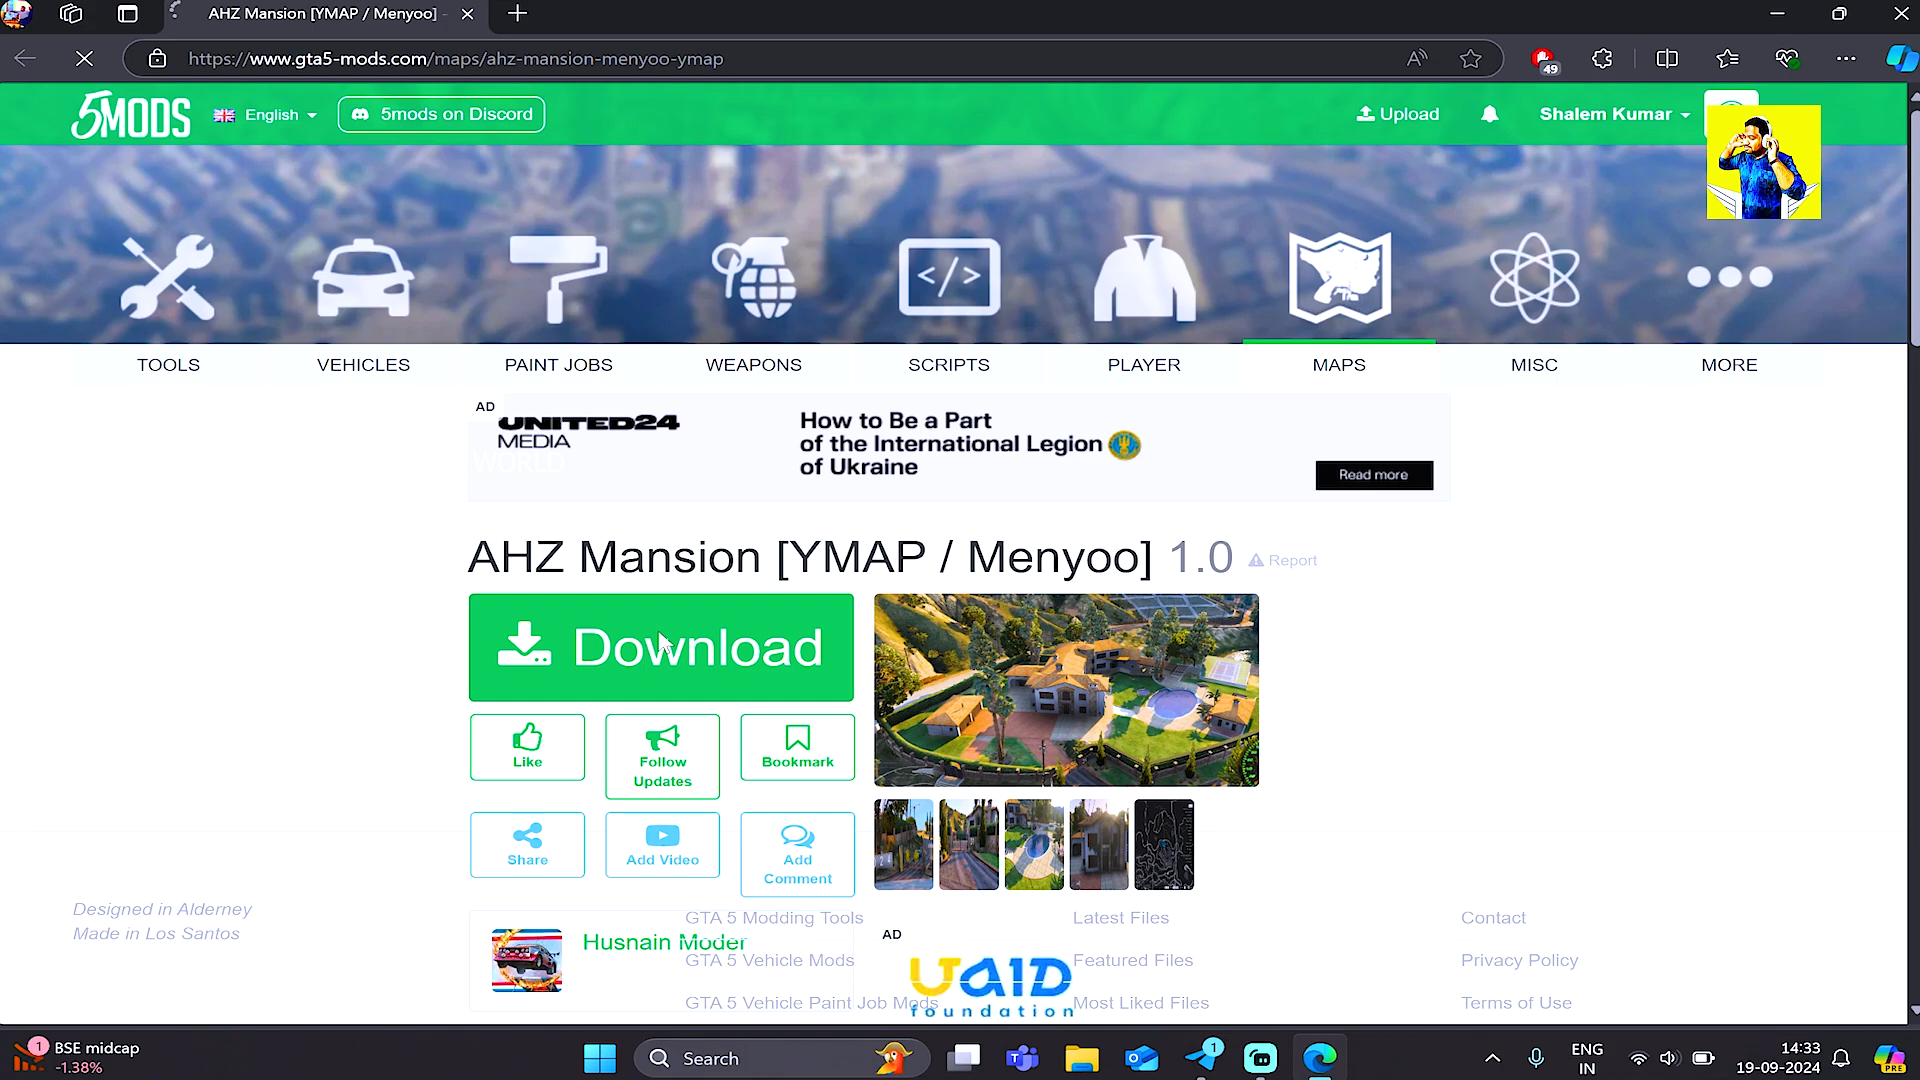 AHZ Mansion [YMAP / Menyoo] -
https://www.gta5-mods.com/maps/ahz-mansion-menyoo-ymap
49
5MODS
English
5mods on Discord
Upload
Shalem Kumar
TOOLS
VEHICLES
PAINT JOBS
WEAPONS
SCRIPTS
PLAYER
MAPS
MISC
MORE
AD
UNITED24
MEDIA
WORLD
How to Be a Part
of the International Legion
of Ukraine
Read more
AHZ Mansion [YMAP / Menyoo] 1.0
Report
Download
Like
Follow
Updates
Bookmark
Share
Add Video
Add
Comment
Designed in Alderney
Made in Los Santos
Husnain Moder
GTA 5 Modding Tools
GTA 5 Vehicle Mods
GTA 5 Vehicle Paint Job Mods
AD
UAID
foundation
Latest Files
Featured Files
Most Liked Files
Contact
Privacy Policy
Terms of Use
1
BSE midcap
-1.38%
Search
1
ENG
IN
14:33
19-09-2024
PRE